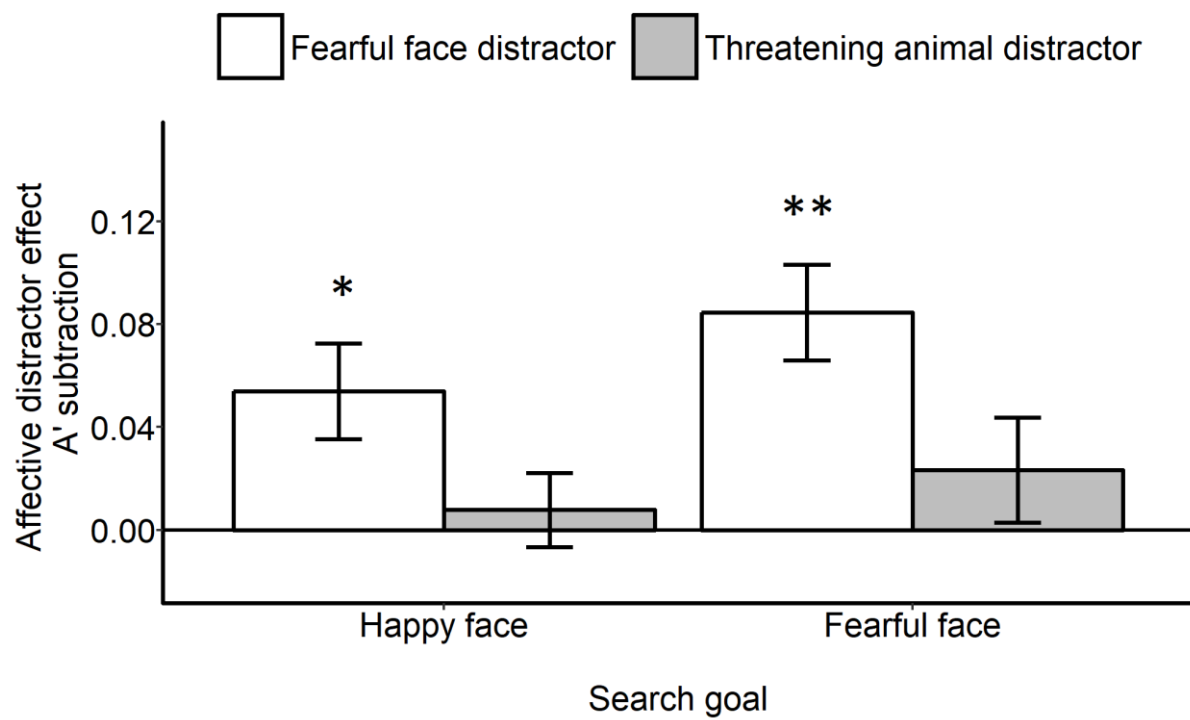 Fearful face distractor Threatening animal distractor
Affective distractor effect
A' subtraction
0.12
0.08
0.04
0.00
*
**
Happy face Fearful face
Search goal